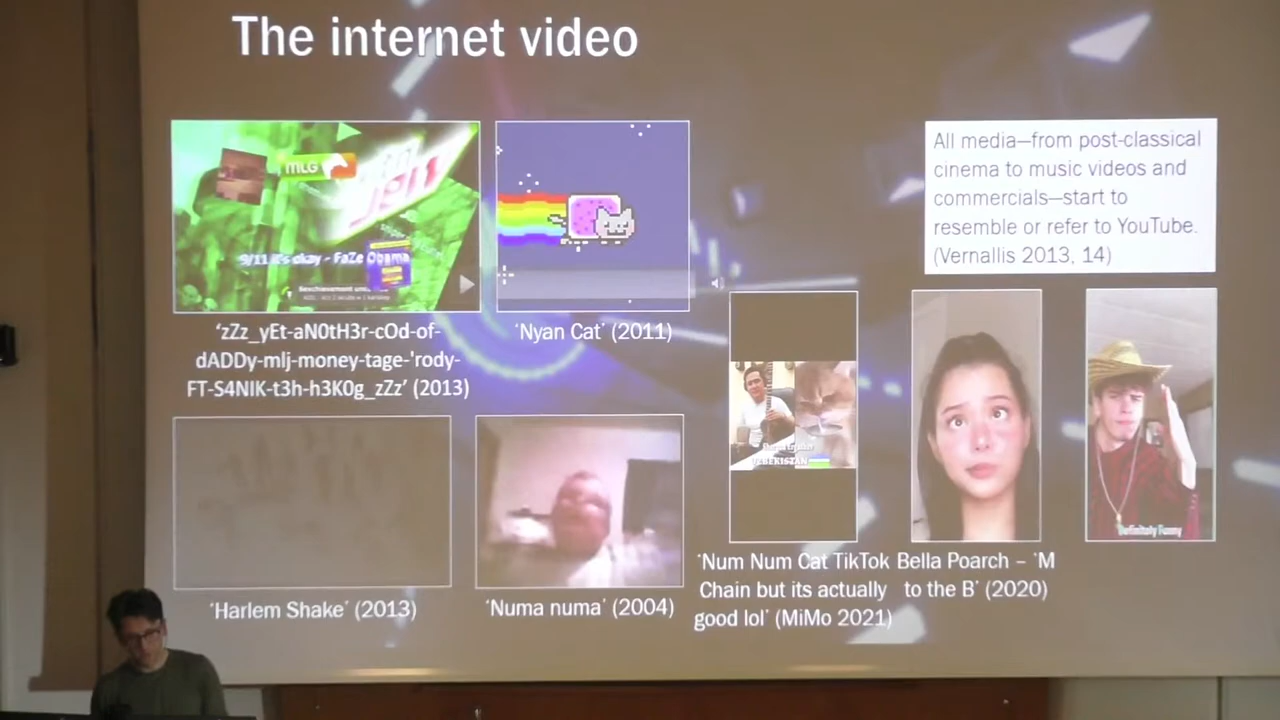 The internet video
MLG
9/11 it's okay - FaZe Obama
'zZz_yEt-aN0tH3r-cOd-of-
dADDy-mlj-money-tage-'rody-
FT-S4NIK-t3h-h3K0g_zZz' (2013)
'Nyan Cat' (2011)
All media—from post-classical
cinema to music videos and
commercials—start to
resemble or refer to YouTube.
(Vernallis 2013, 14)
'Harlem Shake' (2013)
'Numa numa' (2004)
UZBEKISTAN
'Num Num Cat TikTok
Chain but its actually
good lol' (MiMo 2021)
Bella Poarch – 'M
to the B' (2020)
Definitely Fanny